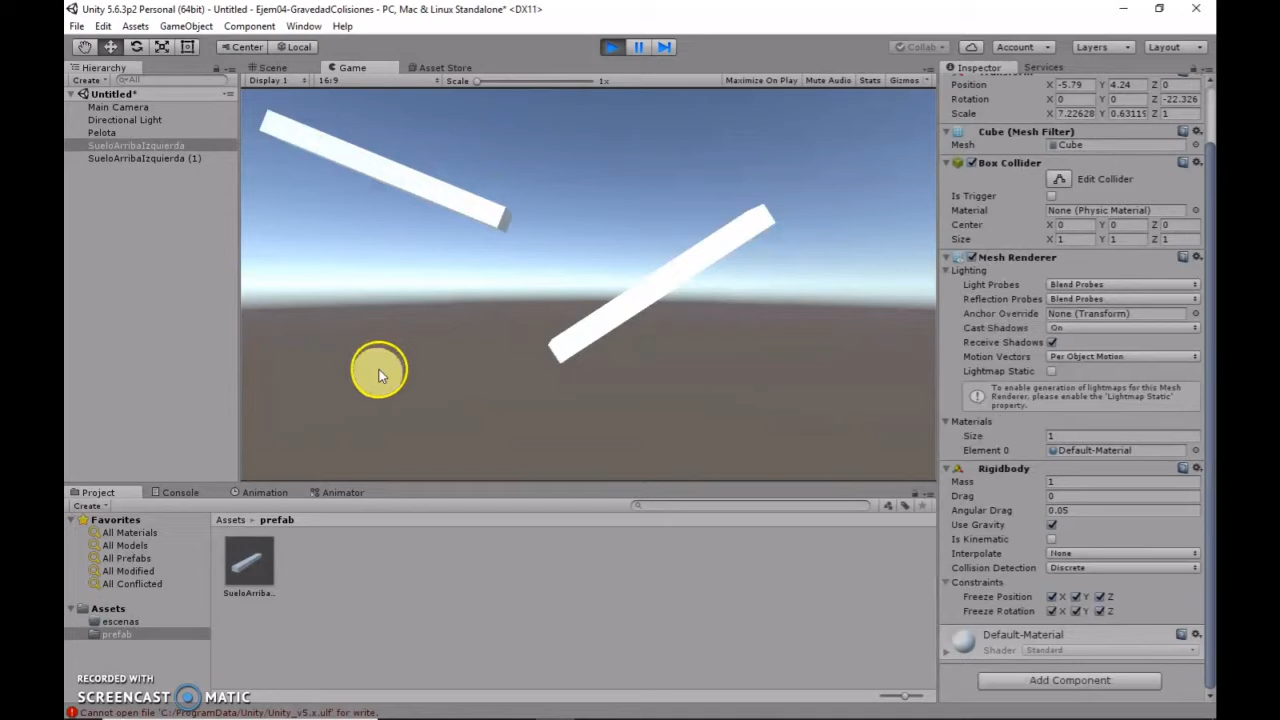 Unity 5.6.3p2 Personal (64bit) - Untitled - Ejem04-GravedadColisiones - PC, Mac & Linux Standalone* <DX11>
File Edit Assets GameObject Component Window Help
Center Local Collab Account Layers Layout
Hierarchy Scene Game Asset Store Inspector Services
Create All Display 1 16:9 Scale 1x Maximize On Play Mute Audio Stats Gizmos
Untitled*
Main Camera
Directional Light
Pelota
SueloArribaIzquierda
SueloArribaIzquierda (1)
Transform
Position X -5.79 Y 4.24 Z 0
Rotation X 0 Y 0 Z -22.326
Scale X 7.22628 Y 0.63119 Z 1
Cube (Mesh Filter)
Mesh Cube
Box Collider
Edit Collider
Is Trigger
Material None (Physic Material)
Center X 0 Y 0 Z 0
Size X 1 Y 1 Z 1
Mesh Renderer
Lighting
Light Probes Blend Probes
Reflection Probes Blend Probes
Anchor Override None (Transform)
Cast Shadows On
Receive Shadows
Motion Vectors Per Object Motion
Lightmap Static
To enable generation of lightmaps for this Mesh
Renderer, please enable the 'Lightmap Static'
property.
Materials
Size 1
Element 0 Default-Material
Rigidbody
Mass 1
Drag 0
Angular Drag 0.05
Use Gravity
Is Kinematic
Interpolate None
Collision Detection Discrete
Constraints
Freeze Position X Y Z
Freeze Rotation X Y Z
Default-Material
Shader Standard
Add Component
Project Console Animation Animator
Create
Favorites
All Materials
All Models
All Prefabs
All Modified
All Conflicted
Assets
escenas
prefab
Assets prefab
SueloArriba...
RECORDED WITH
SCREENCAST MATIC
Cannot open file 'C:/ProgramData/Unity/Unity_v5.x.ulf' for write.